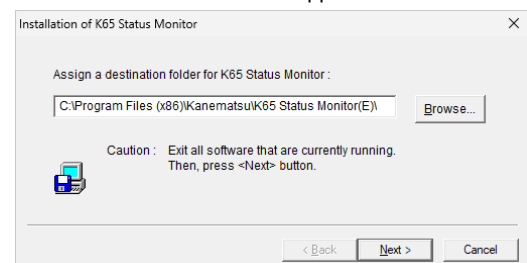 Installation of K65 Status Monitor
Assign a destination folder for K65 Status Monitor :
C:\Program Files (x86)\Kanematsu\K65 Status Monitor(E)\
Browse...
Caution : Exit all software that are currently running.
Then, press <Next> button.
< Back
Next >
Cancel